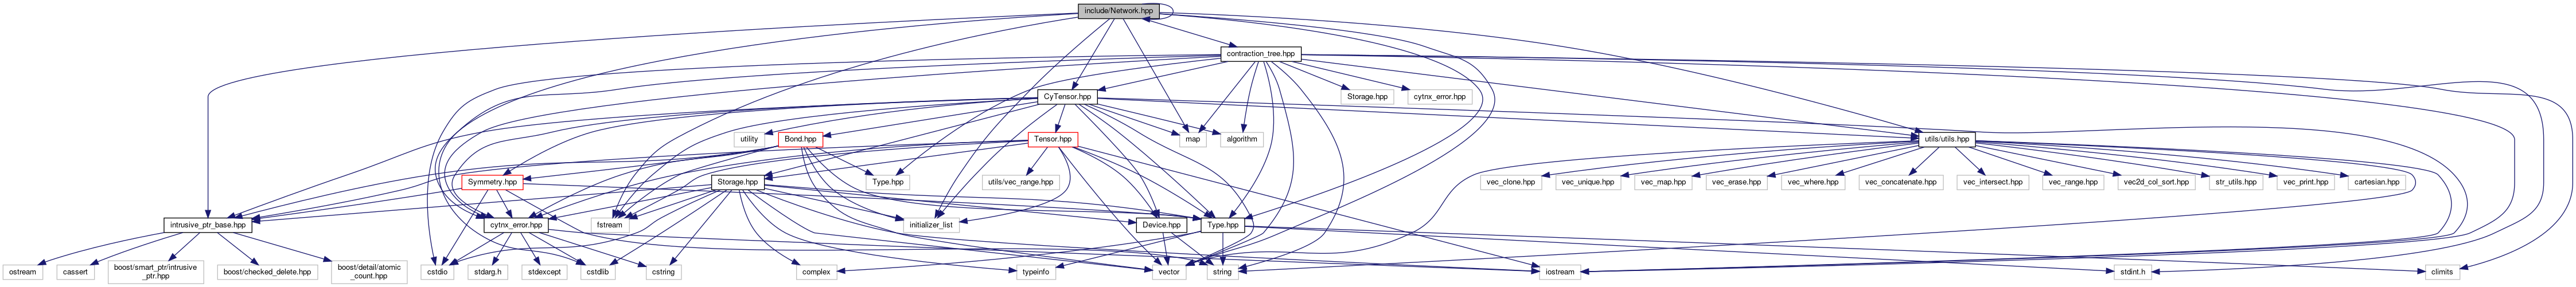 include/Network.hpp
contraction_tree.hpp
CyTensor.hpp
Storage.hpp
cytnx_error.hpp
utility
Bond.hpp
Tensor.hpp
map
algorithm
utils/utils.hpp
Symmetry.hpp
Storage.hpp
Type.hpp
utils/vec_range.hpp
vec_clone.hpp
vec_unique.hpp
vec_map.hpp
vec_erase.hpp
vec_where.hpp
vec_concatenate.hpp
vec_intersect.hpp
vec_range.hpp
vec2d_col_sort.hpp
str_utils.hpp
vec_print.hpp
cartesian.hpp
intrusive_ptr_base.hpp
cytnx_error.hpp
fstream
initializer_list
Device.hpp
Type.hpp
ostream
cassert
boost/smart_ptr/intrusive
_ptr.hpp
boost/checked_delete.hpp
boost/detail/atomic
_count.hpp
cstdio
stdarg.h
stdexcept
cstdlib
cstring
complex
typeinfo
vector
string
iostream
stdint.h
climits